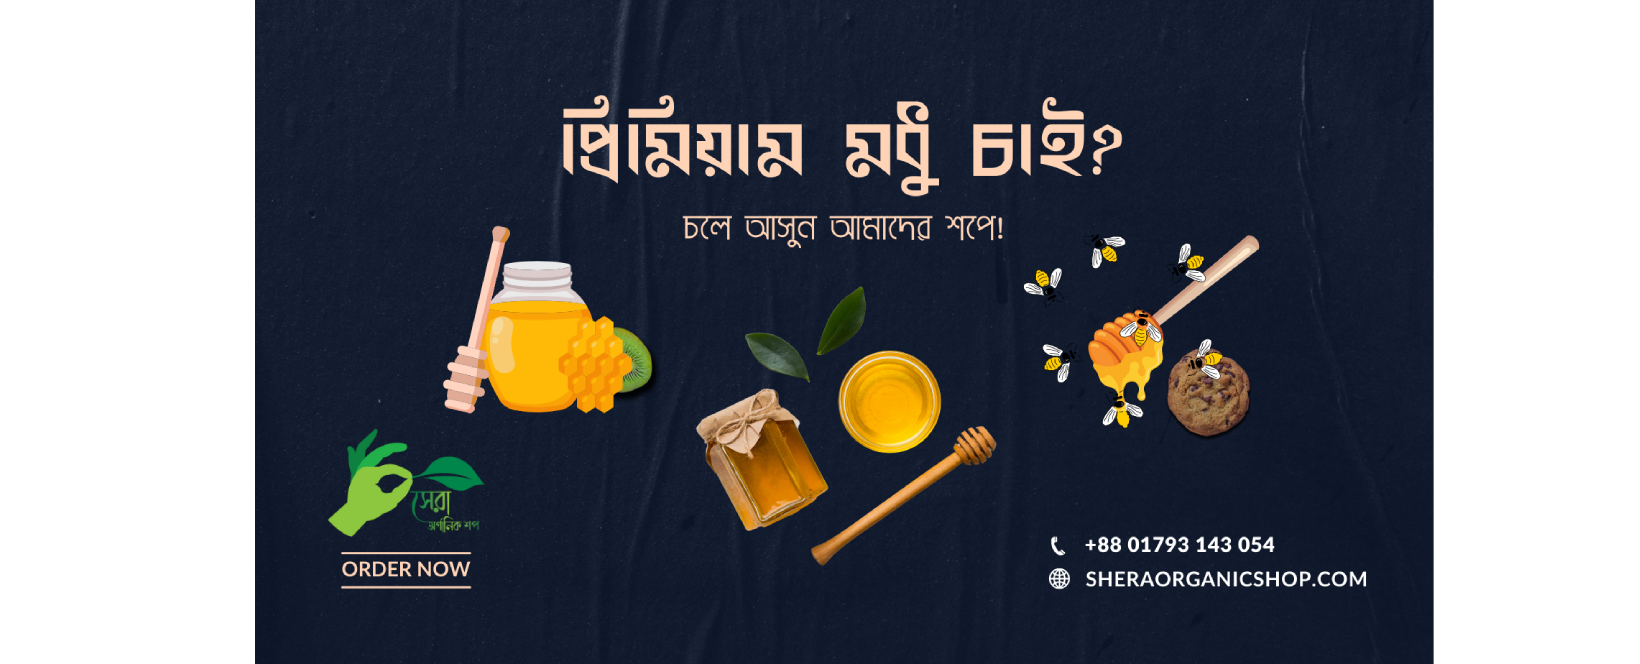 প্রিমিয়াম মধু চাই?
চলে আসুন আমাদের শপে!
সেরা
অর্গানিক শপ
ORDER NOW
+88 01793 143 054
SHERAORGANICSHOP.COM